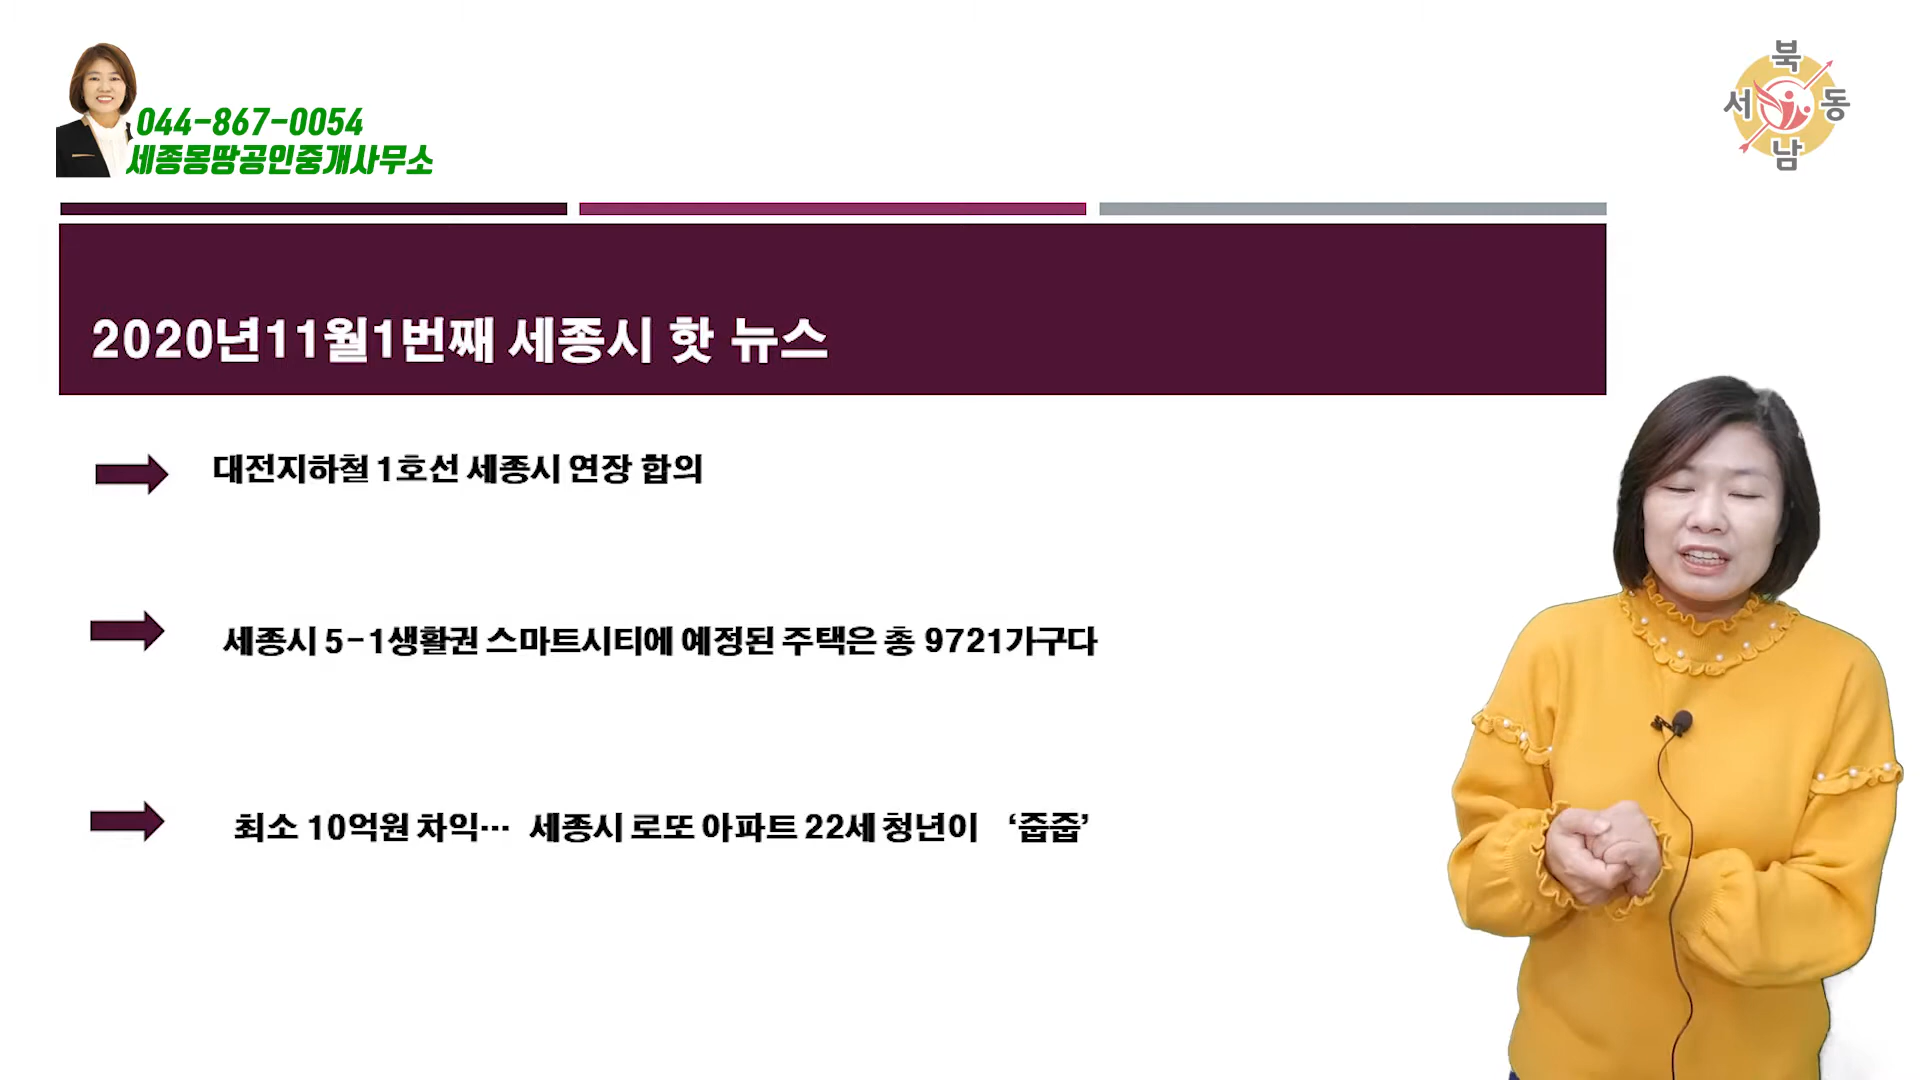 044-867-0054
세종몽땅공인중개사무소
북
서 동
남
2020년11월1번째 세종시 핫 뉴스
대전지하철 1호선 세종시 연장 합의
세종시 5-1생활권 스마트시티에 예정된 주택은 총 9721가구다
최소 10억원 차익… 세종시 로또 아파트 22세 청년이 ‘줍줍’